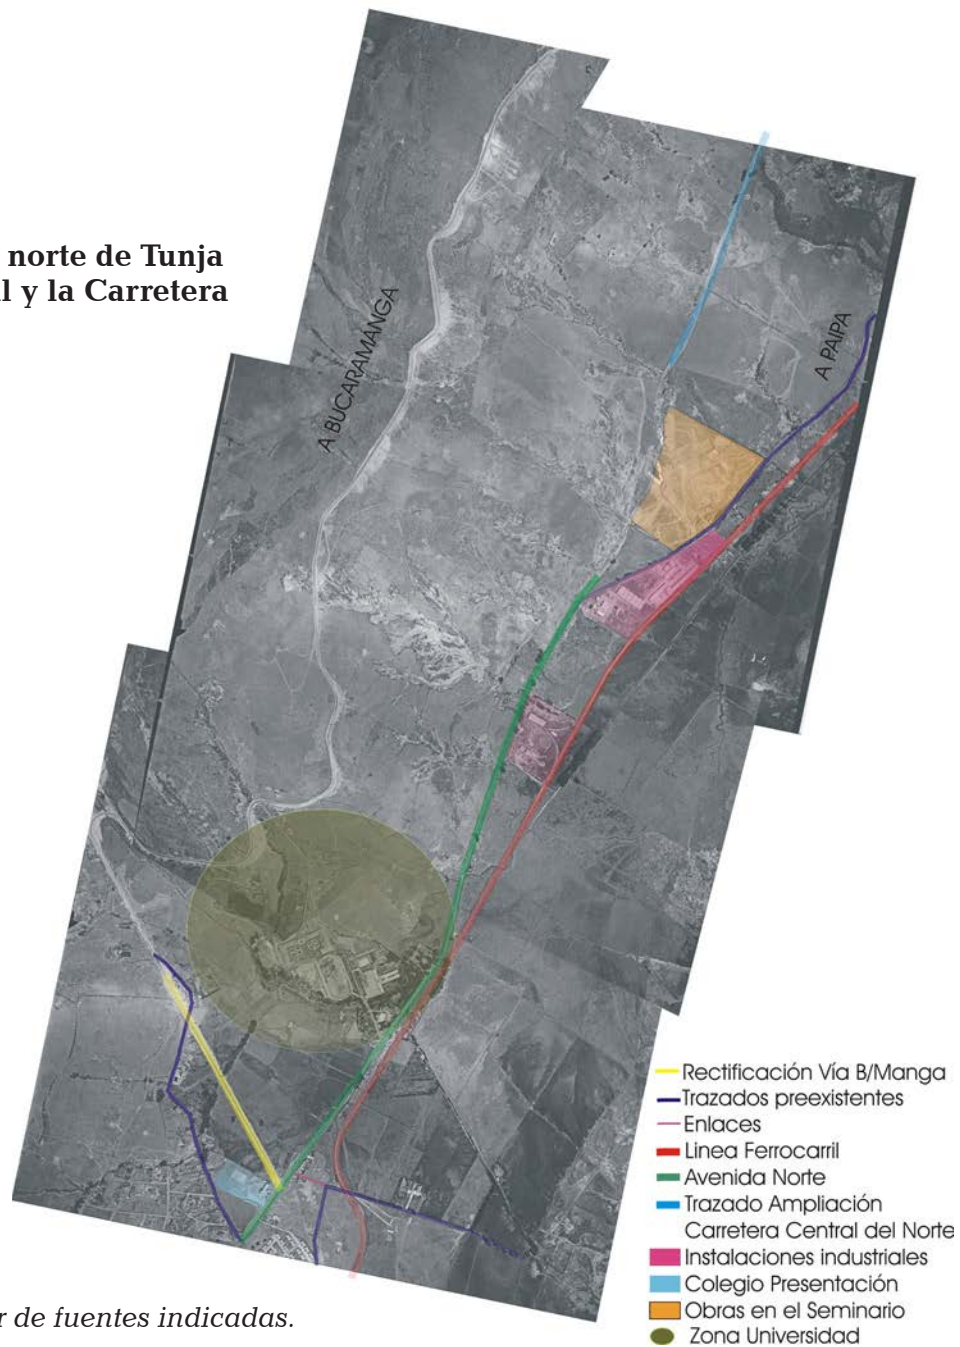 norte de Tunja
l y la Carretera
A BUCARAMANGA
A PAIPA
Rectificación Vía B/Manga
Trazados preexistentes
Enlaces
Linea Ferrocarril
Avenida Norte
Trazado Ampliación
Carretera Central del Norte
Instalaciones industriales
Colegio Presentación
Obras en el Seminario
Zona Universidad
r de fuentes indicadas.